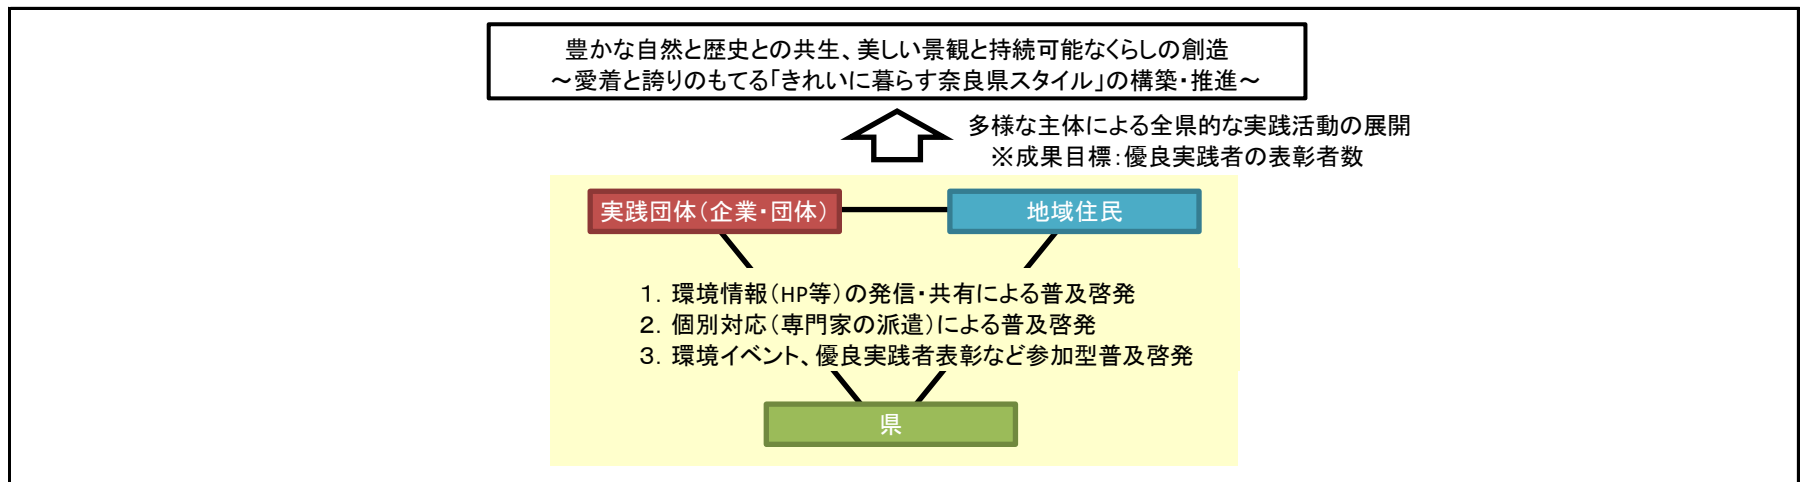 豊かな自然と歴史との共生、美しい景観と持続可能なくらしの創造
～愛着と誇りのもてる「きれいに暮らす奈良県スタイル」の構築・推進～
多様な主体による全県的な実践活動の展開
※成果目標：優良実践者の表彰者数
実践団体（企業・団体）
地域住民
１．環境情報（HP等）の発信・共有による普及啓発
２．個別対応（専門家の派遣）による普及啓発
３．環境イベント、優良実践者表彰など参加型普及啓発
県